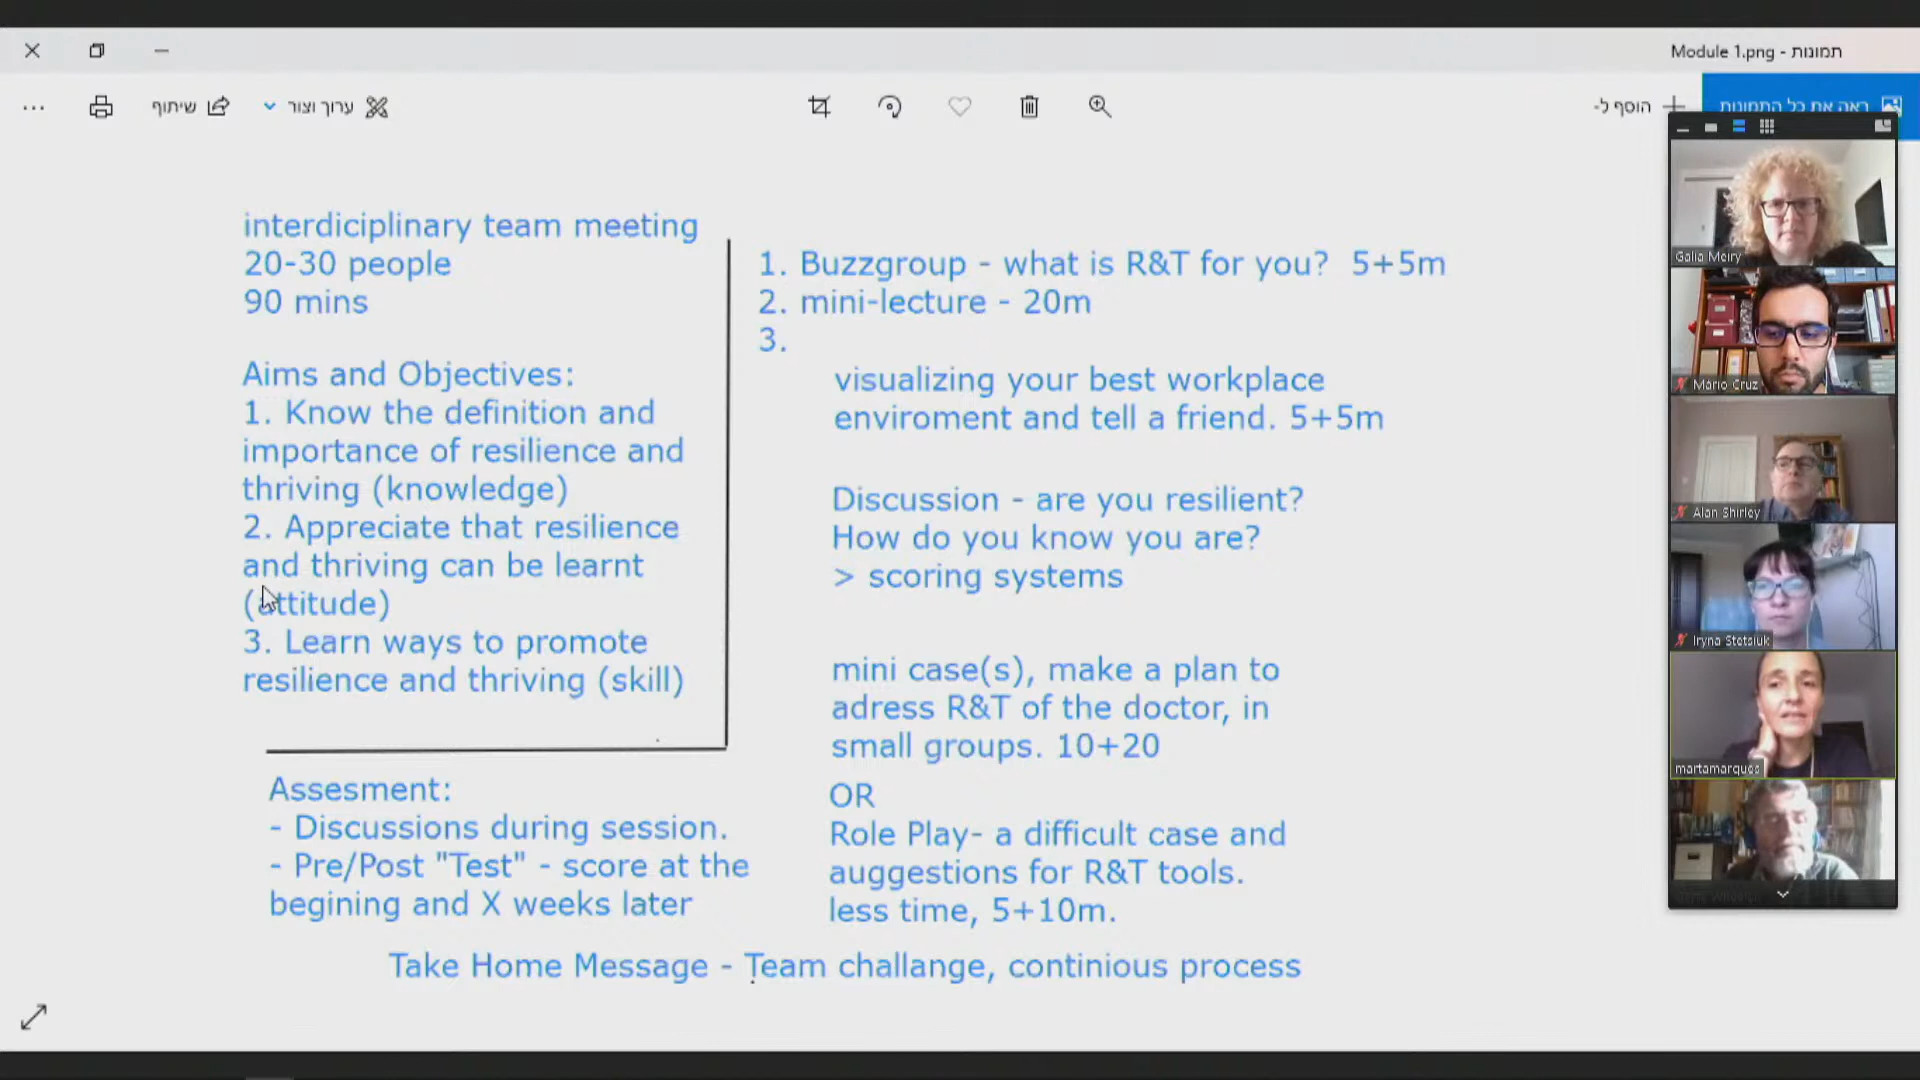 Module 1.png - תמונות
שיתוף
ערוך וצור
הוסף ל-
ראה את כל התמונות
interdiciplinary team meeting
20-30 people
90 mins
Aims and Objectives:
1. Know the definition and
importance of resilience and
thriving (knowledge)
2. Appreciate that resilience
and thriving can be learnt
(attitude)
3. Learn ways to promote
resilience and thriving (skill)
Assesment:
- Discussions during session.
- Pre/Post "Test" - score at the
begining and X weeks later
1. Buzzgroup - what is R&T for you? 5+5m
2. mini-lecture - 20m
3.
visualizing your best workplace
enviroment and tell a friend. 5+5m
Discussion - are you resilient?
How do you know you are?
> scoring systems
mini case(s), make a plan to
adress R&T of the doctor, in
small groups. 10+20
OR
Role Play- a difficult case and
auggestions for R&T tools.
less time, 5+10m.
Take Home Message - Team challange, continious process
Galia Meiry
Mário Cruz
Alan Shirley
Iryna Stetsiuk
martamarques